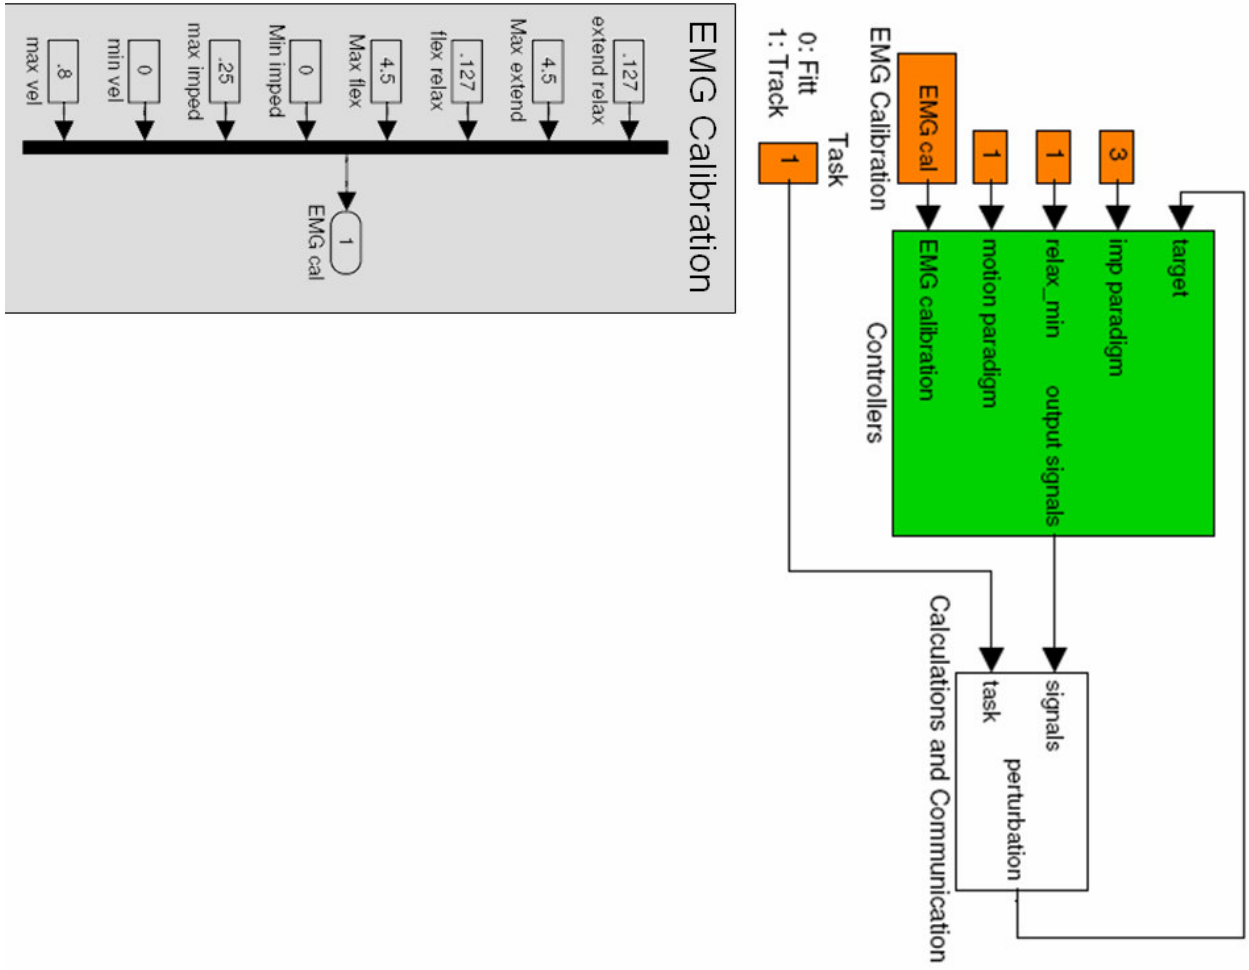 target
3
imp paradigm
1
relax_min
output signals
1
motion paradigm
EMG cal
EMG calibration
EMG Calibration
Controllers
Task
1
0: Fitt
1: Track
signals
task
perturbation
Calculations and Communication
EMG Calibration
.127
extend relax
4.5
Max extend
.127
flex relax
4.5
Max flex
0
Min imped
.25
max imped
0
min vel
.8
max vel
1
EMG cal